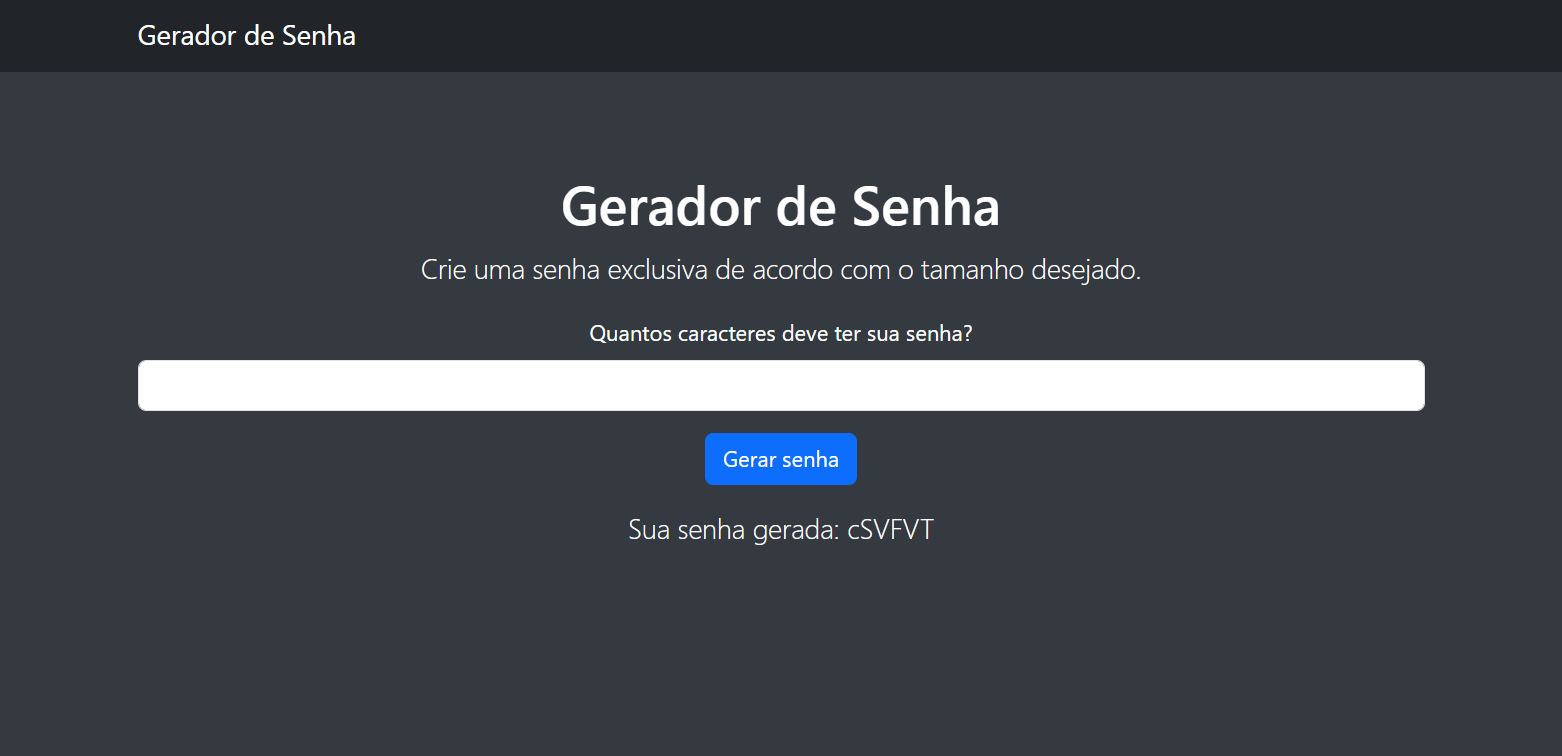 Gerador de Senha
Gerador de Senha
Crie uma senha exclusiva de acordo com o tamanho desejado.
Quantos caracteres deve ter sua senha?
Gerar senha
Sua senha gerada: cSVFVT